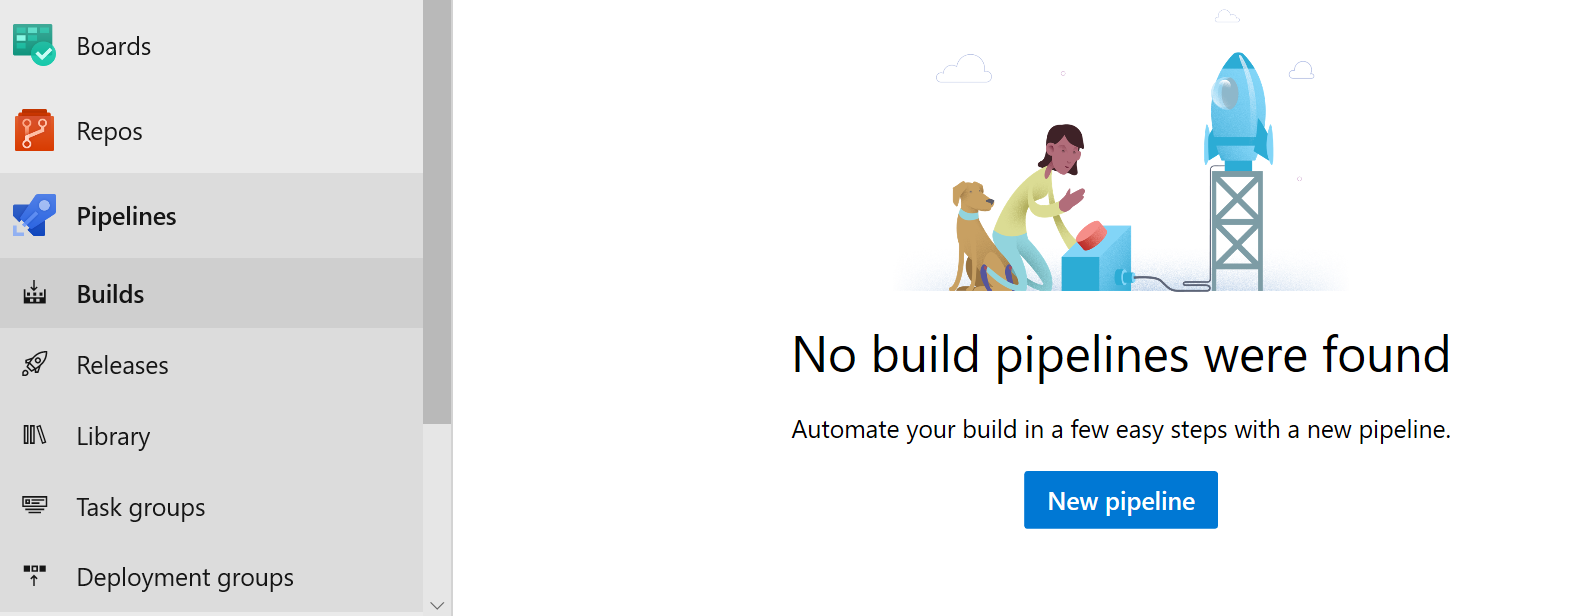 Boards
Repos
Pipelines
Builds
Releases
Library
Task groups
Deployment groups
No build pipelines were found
Automate your build in a few easy steps with a new pipeline.
New pipeline